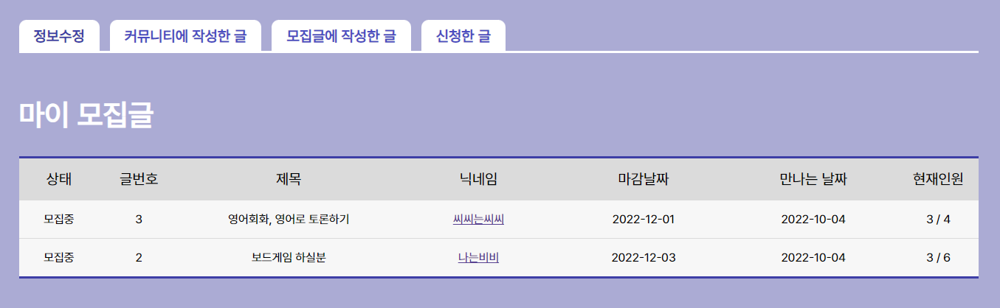 정보수정 커뮤니티에 작성한 글 모집글에 작성한 글 신청한 글
마이 모집글
상태 글번호 제목 닉네임 마감날짜 만나는 날짜 현재인원
모집중 3 영어회화, 영어로 토론하기 씨씨는씨씨 2022-12-01 2022-10-04 3 / 4
모집중 2 보드게임 하실분 나는비비 2022-12-03 2022-10-04 3 / 6